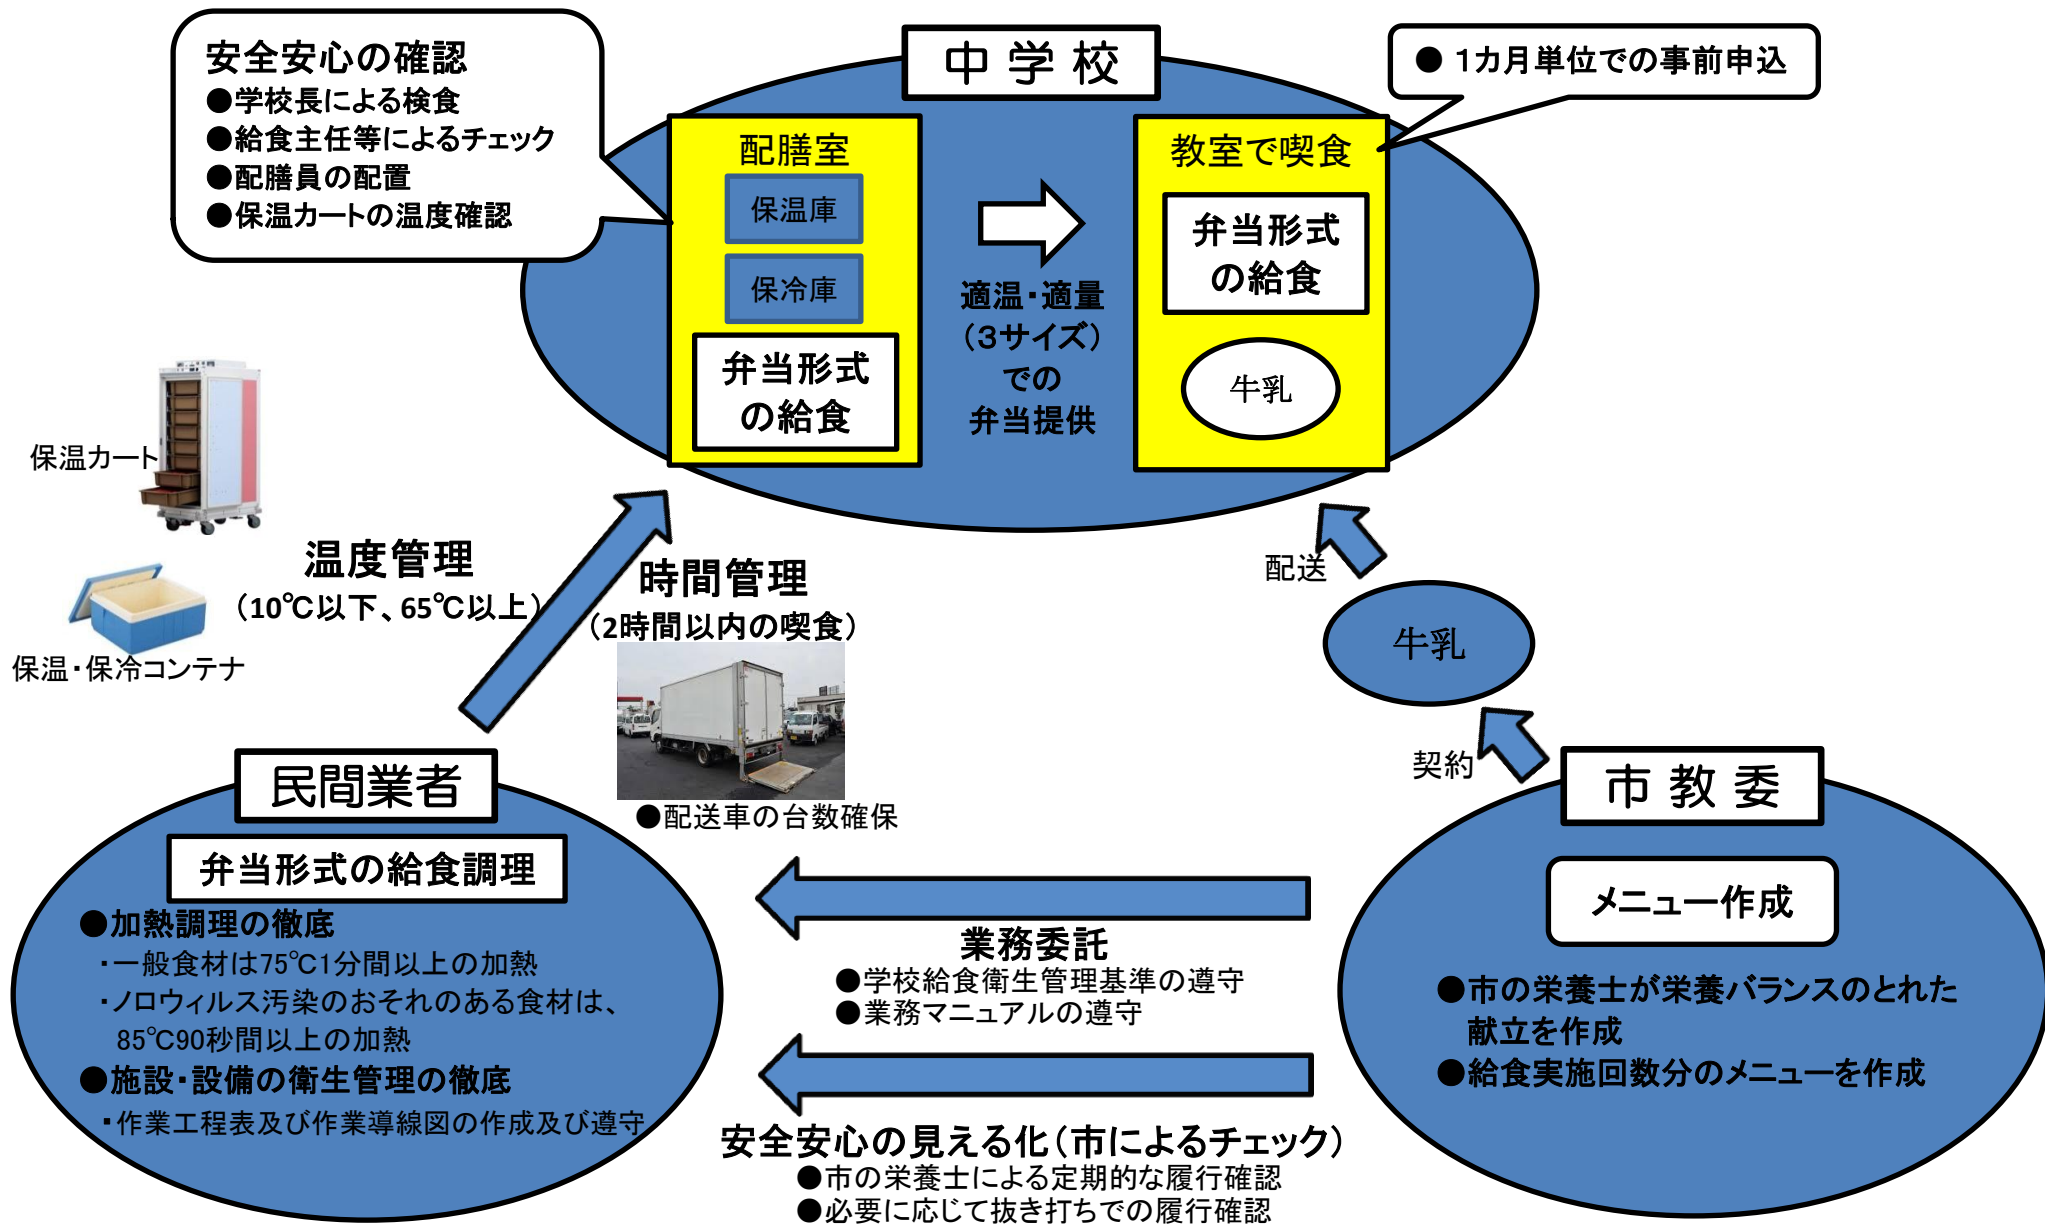 安全安心の確認
●学校長による検食
●給食主任等によるチェック
●配膳員の配置
●保温カートの温度確認
中学校
● 1カ月単位での事前申込
配膳室
保温庫
保冷庫
弁当形式
の給食
適温・適量
(3サイズ)
での
弁当提供
教室で喫食
弁当形式
の給食
牛乳
保温カート
温度管理
(10℃以下、65℃以上)
保温・保冷コンテナ
時間管理
(2時間以内の喫食)
●配送車の台数確保
配送
牛乳
契約
民間業者
弁当形式の給食調理
●加熱調理の徹底
・一般食材は75℃1分間以上の加熱
・ノロウィルス汚染のおそれのある食材は、
85℃90秒間以上の加熱
●施設・設備の衛生管理の徹底
・作業工程表及び作業導線図の作成及び遵守
業務委託
●学校給食衛生管理基準の遵守
●業務マニュアルの遵守
安全安心の見える化(市によるチェック)
●市の栄養士による定期的な履行確認
●必要に応じて抜き打ちでの履行確認
市教委
メニュー作成
●市の栄養士が栄養バランスのとれた
献立を作成
●給食実施回数分のメニューを作成